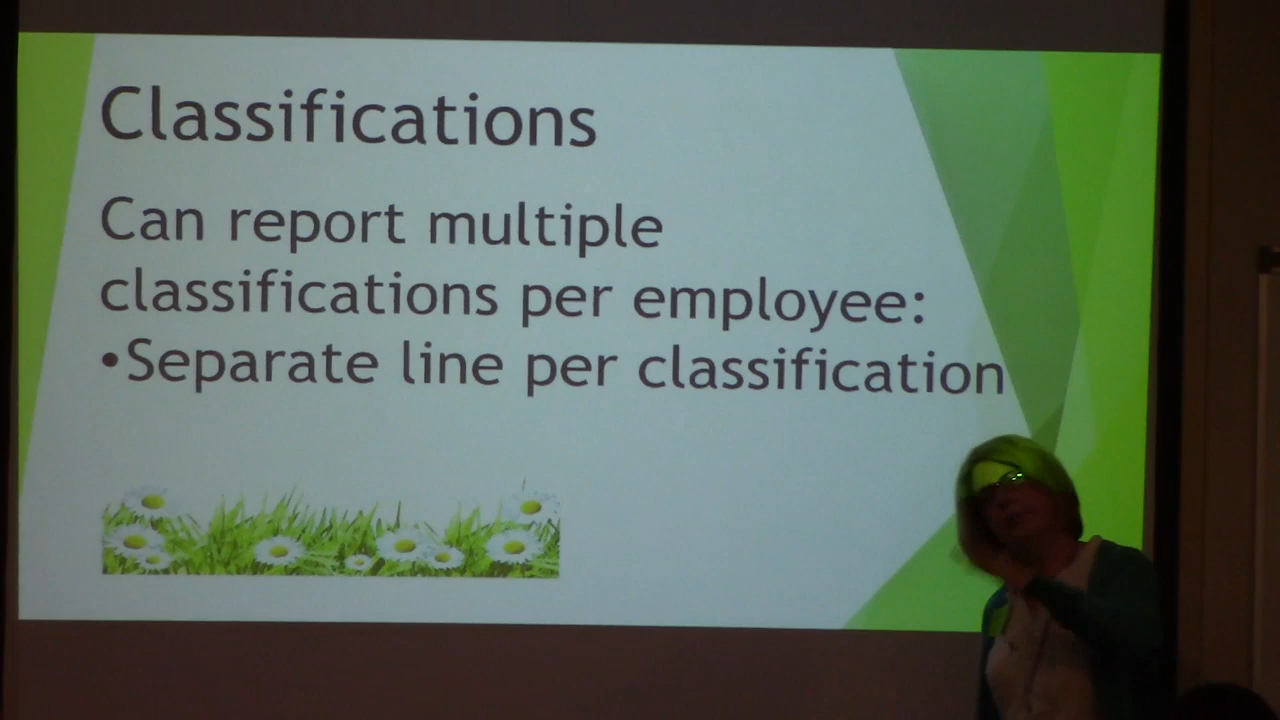 Classifications
Can report multiple
classifications per employee:
•Separate line per classification